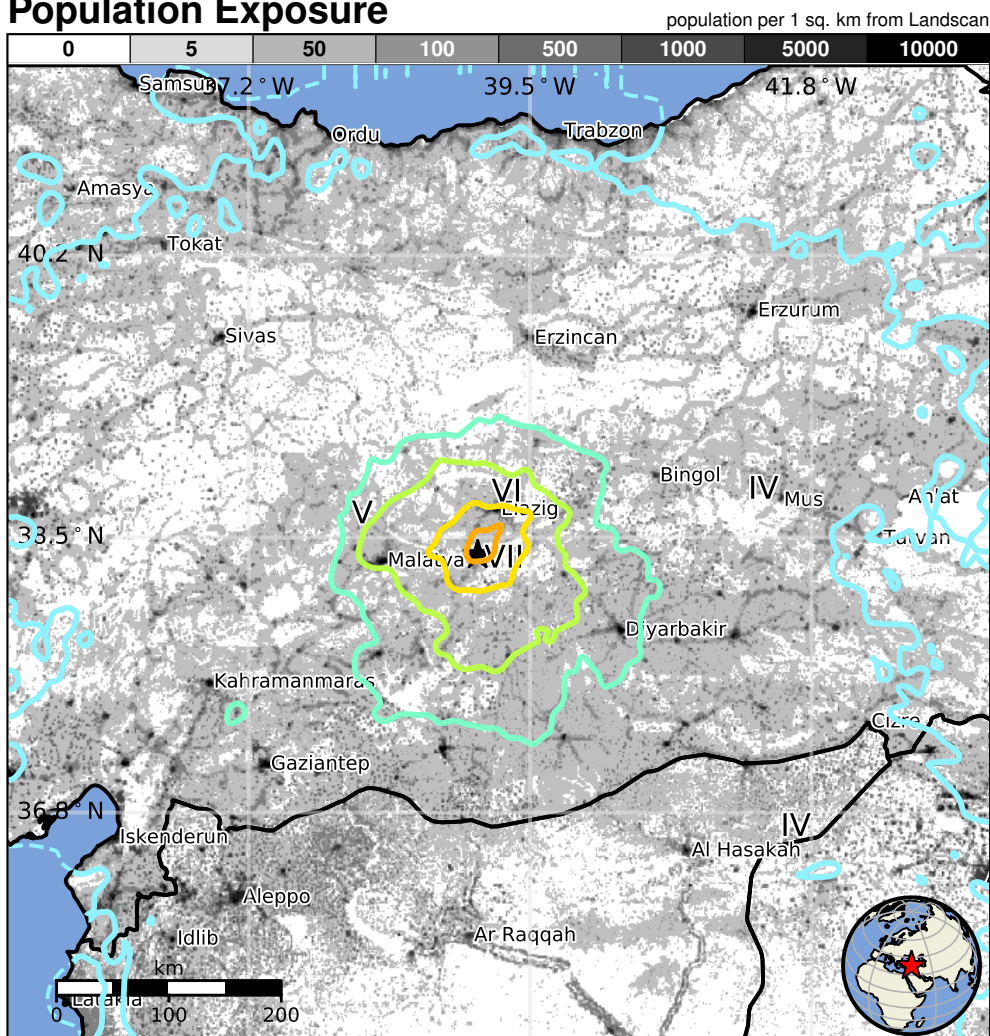 Population Exposure
population per 1 sq. km from Landscan
0 5 50 100 500 1000 5000 10000
Samsun
37.2°W 39.5°W 41.8°W
Ordu
Trabzon
Amasya
Tokat
40.2°N
Sivas
Erzincan
Erzurum
Bingol
IV
Mus
Ahlat
VI
Elazig
V
38.5°N
Tatvan
Malatya
VII
Diyarbakir
Kahramanmaras
Cizre
Gaziantep
36.8°N
Iskenderun
IV
Al Hasakah
Aleppo
Idlib
Ar Raqqah
km
Latakia
0 100 200